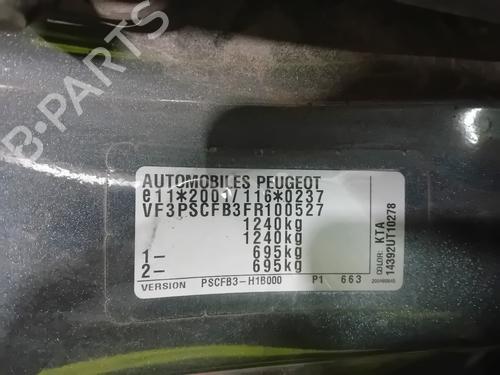 B-PARTS
AUTOMOBILES PEUGEOT
e11*2001/116*0237
VF3PSCFB3FR100527
1240kg
1240kg
1- 695kg
2- 695kg
VERSION PSCFB3-H1B000 P1 663
COLOR: KTA
14392UT10278